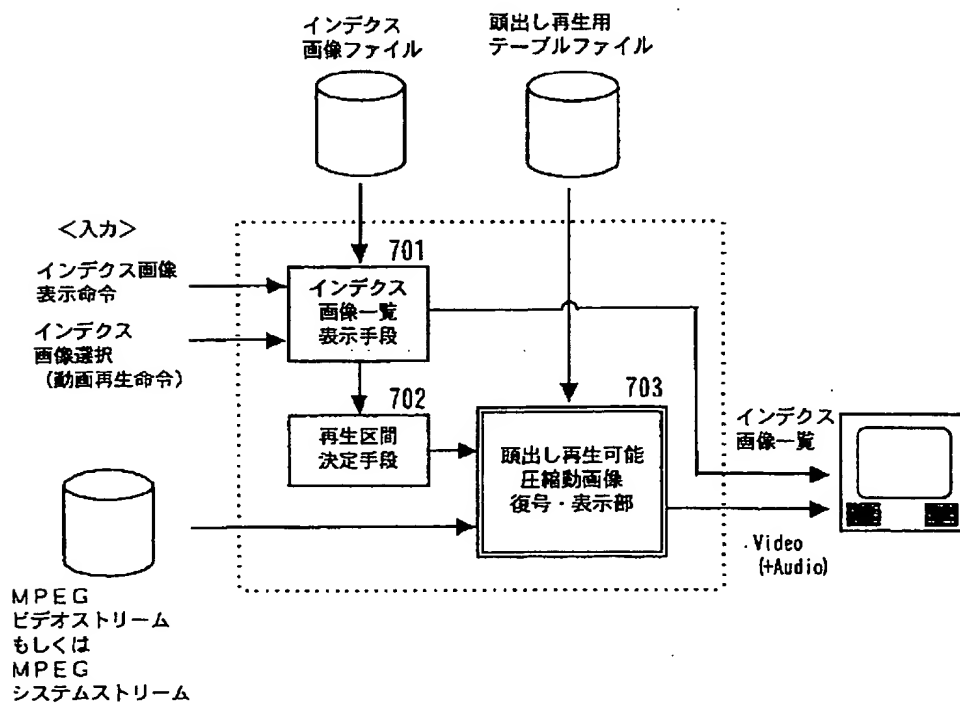 インデクス
画像ファイル
頭出し再生用
テーブルファイル
＜入力＞
インデクス画像
表示命令
インデクス
画像選択
（動画再生命令）
701
インデクス
画像一覧
表示手段
702
再生区間
決定手段
703
頭出し再生可能
圧縮動画像
復号・表示部
インデクス
画像一覧
Video
(+Audio)
MPEG
ビデオストリーム
もしくは
MPEG
システムストリーム